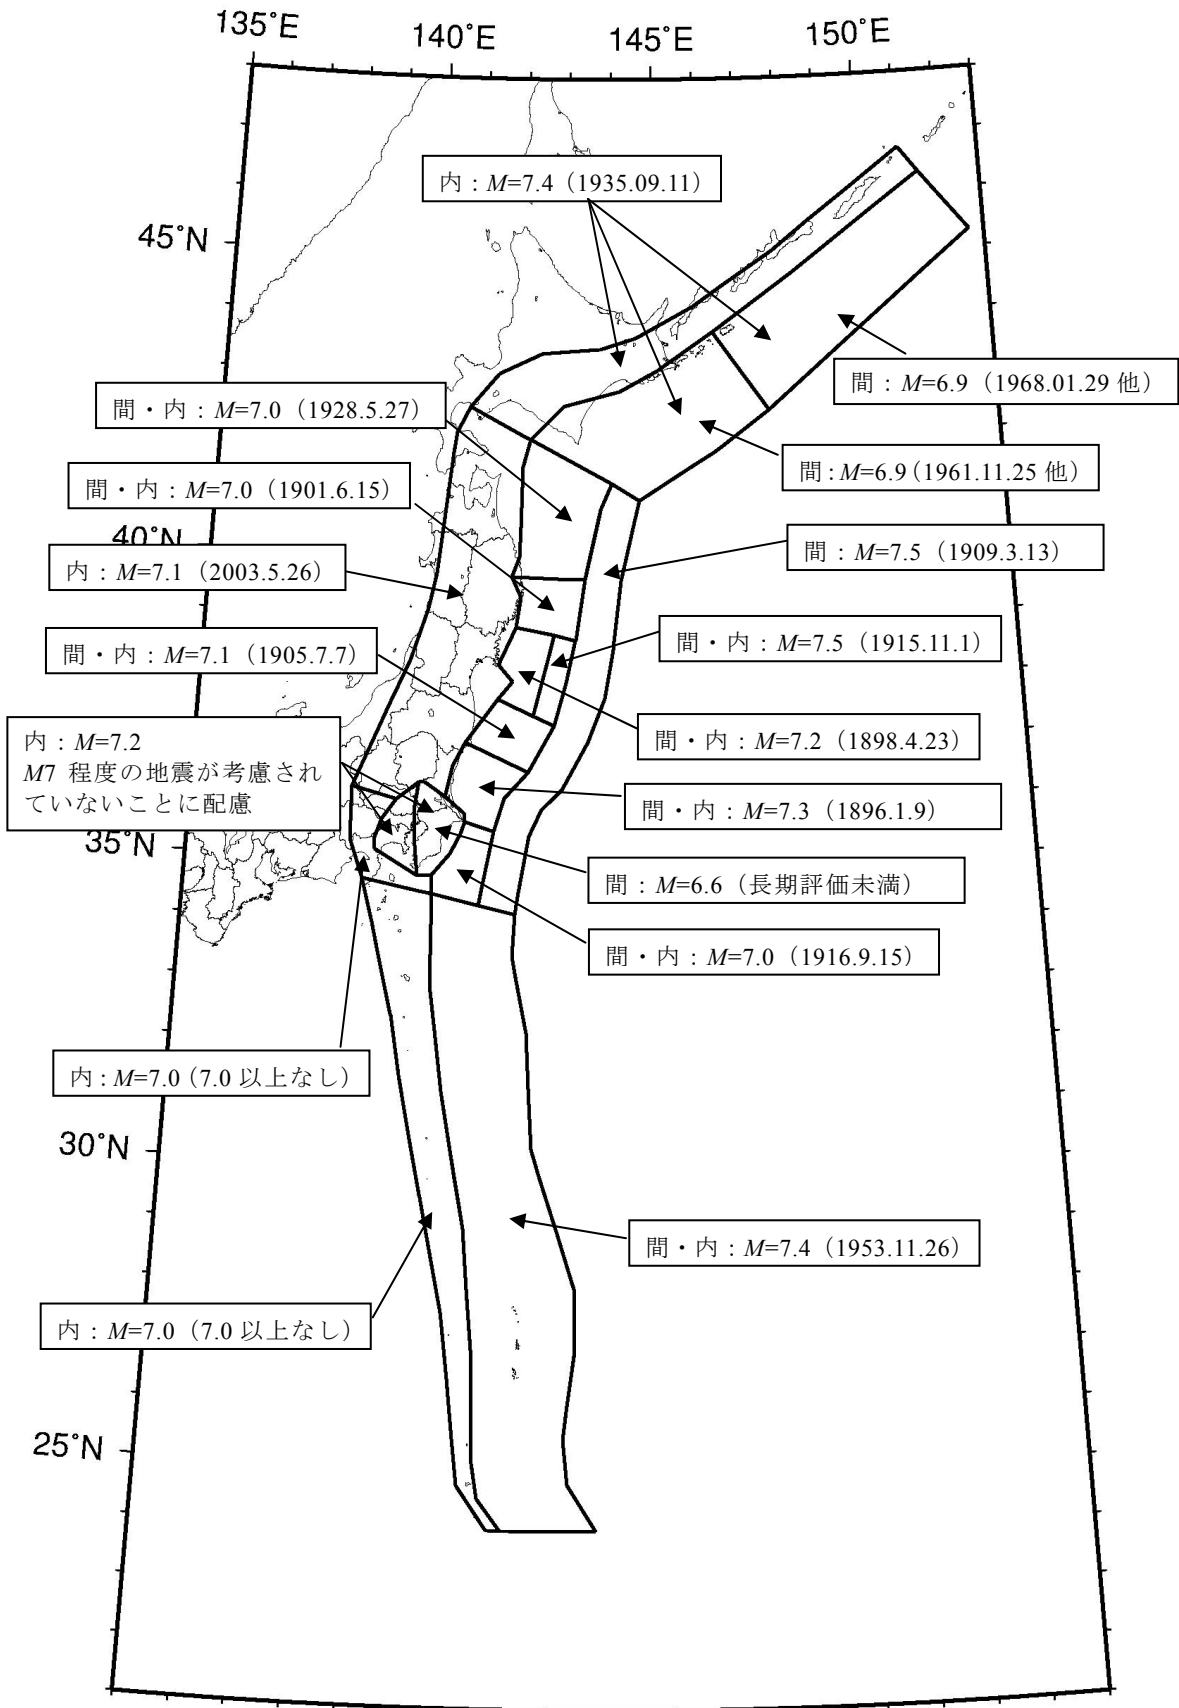 135°E
140°E
145°E
150°E
内：M=7.4（1935.09.11）
45°N
間：M=6.9（1968.01.29 他）
間・内：M=7.0（1928.5.27）
間：M=6.9（1961.11.25 他）
間・内：M=7.0（1901.6.15）
40°N
間：M=7.5（1909.3.13）
内：M=7.1（2003.5.26）
間・内：M=7.5（1915.11.1）
間・内：M=7.1（1905.7.7）
間・内：M=7.2（1898.4.23）
内：M=7.2
M7 程度の地震が考慮され
ていないことに配慮
間・内：M=7.3（1896.1.9）
35°N
間：M=6.6（長期評価未満）
間・内：M=7.0（1916.9.15）
内：M=7.0（7.0 以上なし）
30°N
間・内：M=7.4（1953.11.26）
内：M=7.0（7.0 以上なし）
25°N